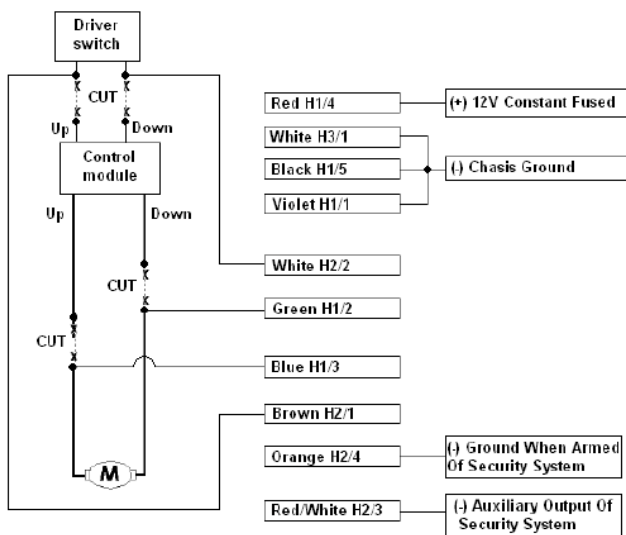 Driver
switch
CUT
Up
Down
Control
module
Up
Down
CUT
CUT
M
Red H1/4
(+) 12V Constant Fused
White H3/1
Black H1/5
(-) Chasis Ground
Violet H1/1
White H2/2
Green H1/2
Blue H1/3
Brown H2/1
Orange H2/4
(-) Ground When Armed
Of Security System
Red/White H2/3
(-) Auxiliary Output Of
Security System